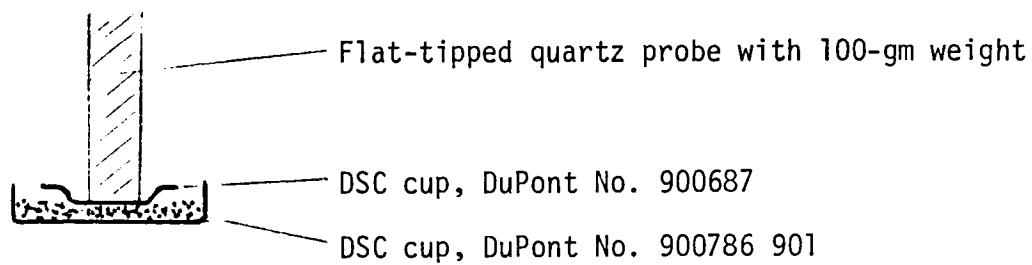 Flat-tipped quartz probe with 100-gm weight
DSC cup, DuPont No. 900687
DSC cup, DuPont No. 900786 901